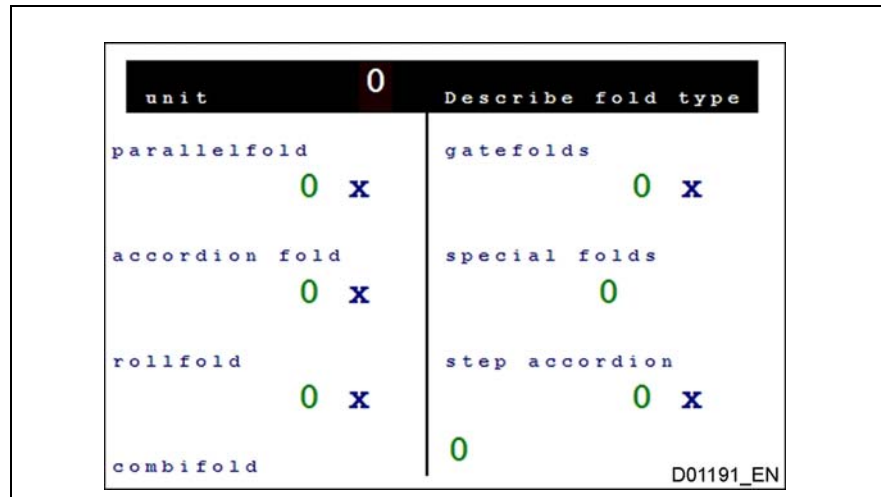 unit 0 Describe fold type
parallelfold
0 x
accordion fold
0 x
rollfold
0 x
combifold
gatefolds
0 x
special folds
0
step accordion
0 x
0
D01191_EN